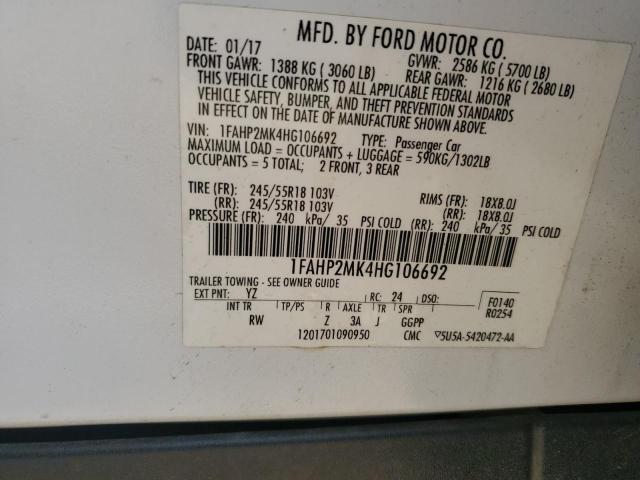 MFD. BY FORD MOTOR CO.
DATE: 01/17 GVWR: 2586 KG (5700 LB)
FRONT GAWR: 1388 KG (3060 LB) REAR GAWR: 1216 KG (2680 LB)
THIS VEHICLE CONFORMS TO ALL APPLICABLE FEDERAL MOTOR
VEHICLE SAFETY, BUMPER, AND THEFT PREVENTION STANDARDS
IN EFFECT ON THE DATE OF MANUFACTURE SHOWN ABOVE.
VIN: 1FAHP2MK4HG106692 TYPE: Passenger Car
MAXIMUM LOAD = OCCUPANTS + LUGGAGE = 590KG/1302LB
OCCUPANTS = 5 TOTAL; 2 FRONT, 3 REAR
TIRE (FR): 245/55R18 103V RIMS (FR): 18X8.0J
(RR): 245/55R18 103V (RR): 18X8.0J
PRESSURE (FR): 240 kPa/ 35 PSI COLD (RR): 240 kPa/ 35 PSI COLD
1FAHP2MK4HG106692
TRAILER TOWING - SEE OWNER GUIDE
EXT PNT: YZ RC: 24 DSO: F0140
INT TR TP/PS R AXLE TR SPR R0254
RW Z 3A J GGPP
1201701090950 CMC ▽5U5A-5420472-AA